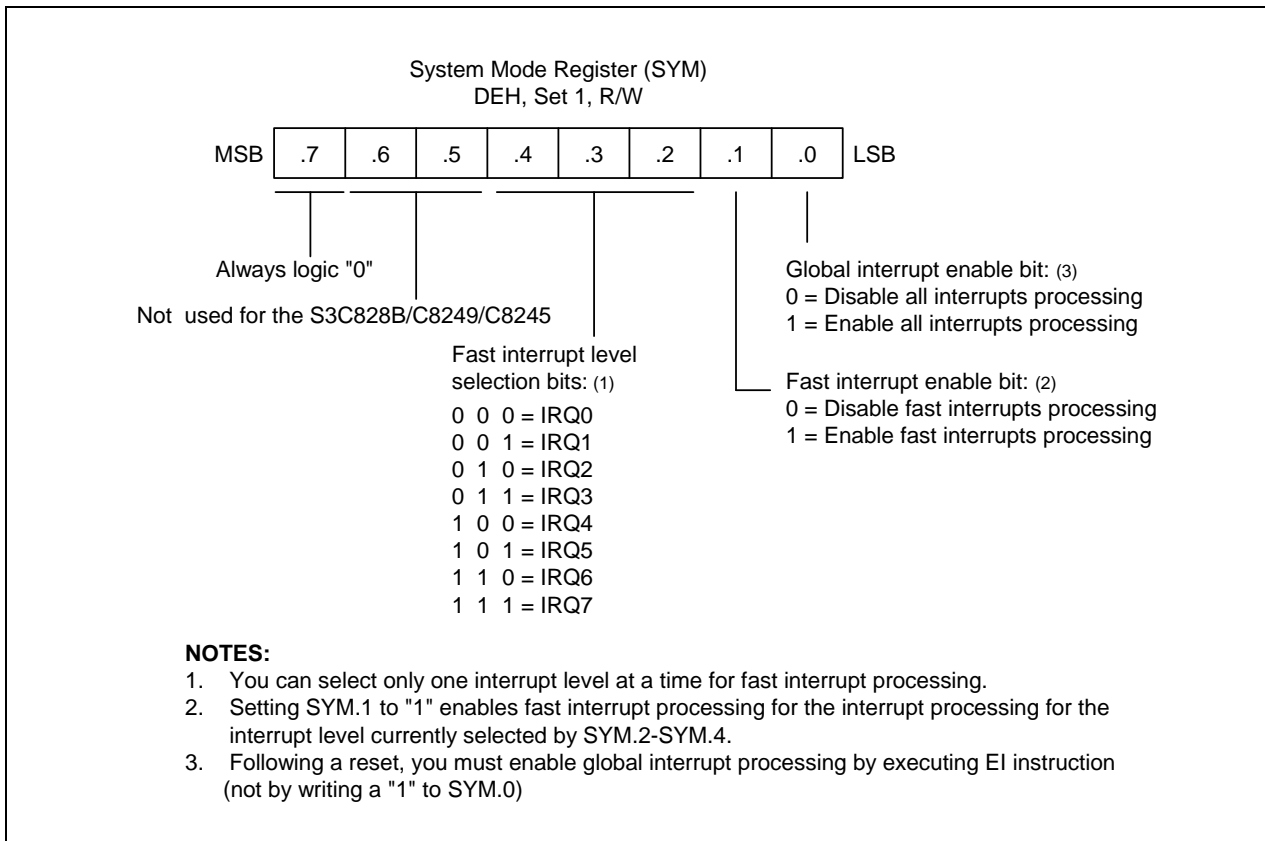 System Mode Register (SYM)
DEH, Set 1, R/W
MSB .7 .6 .5 .4 .3 .2 .1 .0 LSB
Always logic "0"
Not used for the S3C828B/C8249/C8245
Fast interrupt level
selection bits: (1)
0 0 0 = IRQ0
0 0 1 = IRQ1
0 1 0 = IRQ2
0 1 1 = IRQ3
1 0 0 = IRQ4
1 0 1 = IRQ5
1 1 0 = IRQ6
1 1 1 = IRQ7
Global interrupt enable bit: (3)
0 = Disable all interrupts processing
1 = Enable all interrupts processing
Fast interrupt enable bit: (2)
0 = Disable fast interrupts processing
1 = Enable fast interrupts processing
NOTES:
1. You can select only one interrupt level at a time for fast interrupt processing.
2. Setting SYM.1 to "1" enables fast interrupt processing for the interrupt processing for the
interrupt level currently selected by SYM.2-SYM.4.
3. Following a reset, you must enable global interrupt processing by executing EI instruction
(not by writing a "1" to SYM.0)